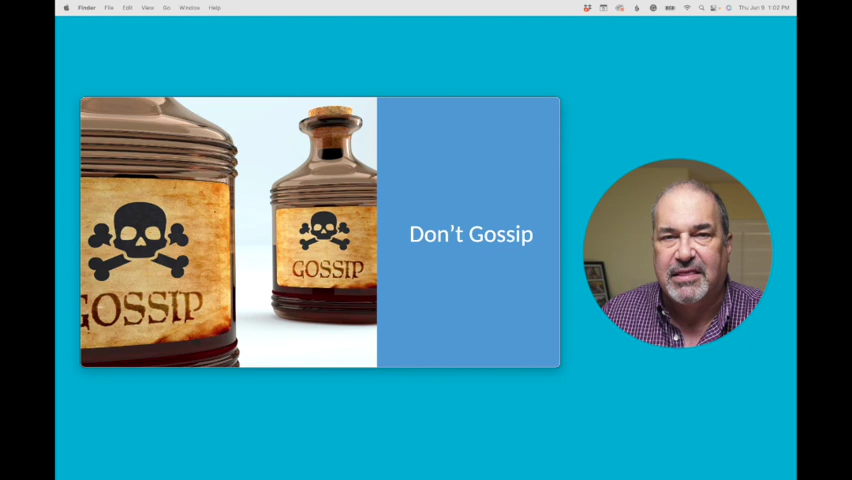 Finder File Edit View Go Window Help
Thu Jun 9 1:02 PM
GOSSIP
GOSSIP
Don't Gossip